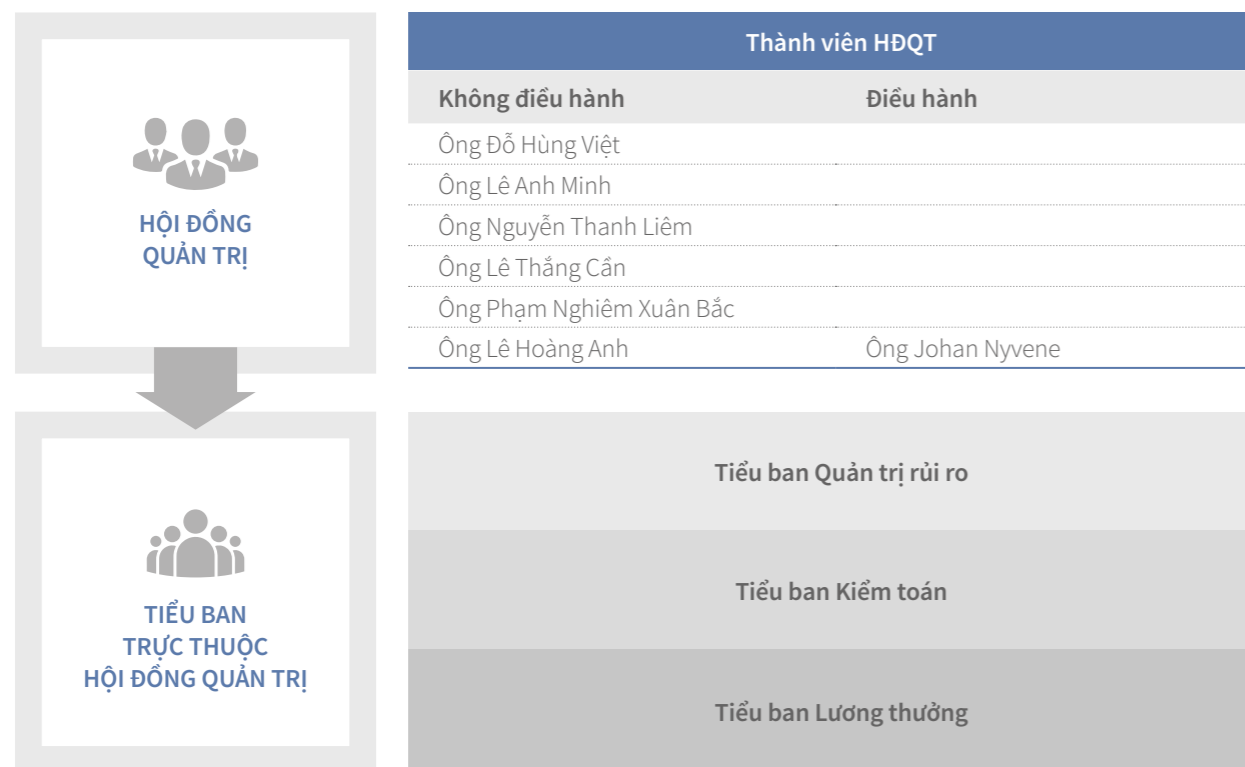 HỘI ĐỒNG
QUẢN TRỊ
Thành viên HĐQT
Không điều hành Điều hành
Ông Đỗ Hùng Việt
Ông Lê Anh Minh
Ông Nguyễn Thanh Liêm
Ông Lê Thắng Cần
Ông Phạm Nghiêm Xuân Bắc
Ông Lê Hoàng Anh Ông Johan Nyvene
TIỂU BAN
TRỰC THUỘC
HỘI ĐỒNG QUẢN TRỊ
Tiểu ban Quản trị rủi ro
Tiểu ban Kiểm toán
Tiểu ban Lương thưởng